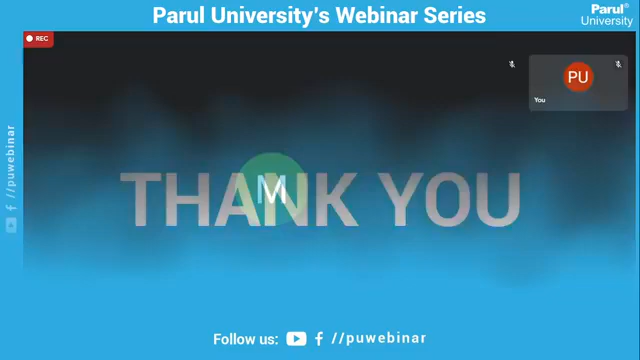 Parul University's Webinar Series
Parul®
University
REC
PU
You
//puwebinar
M
THANK YOU
Follow us: //puwebinar